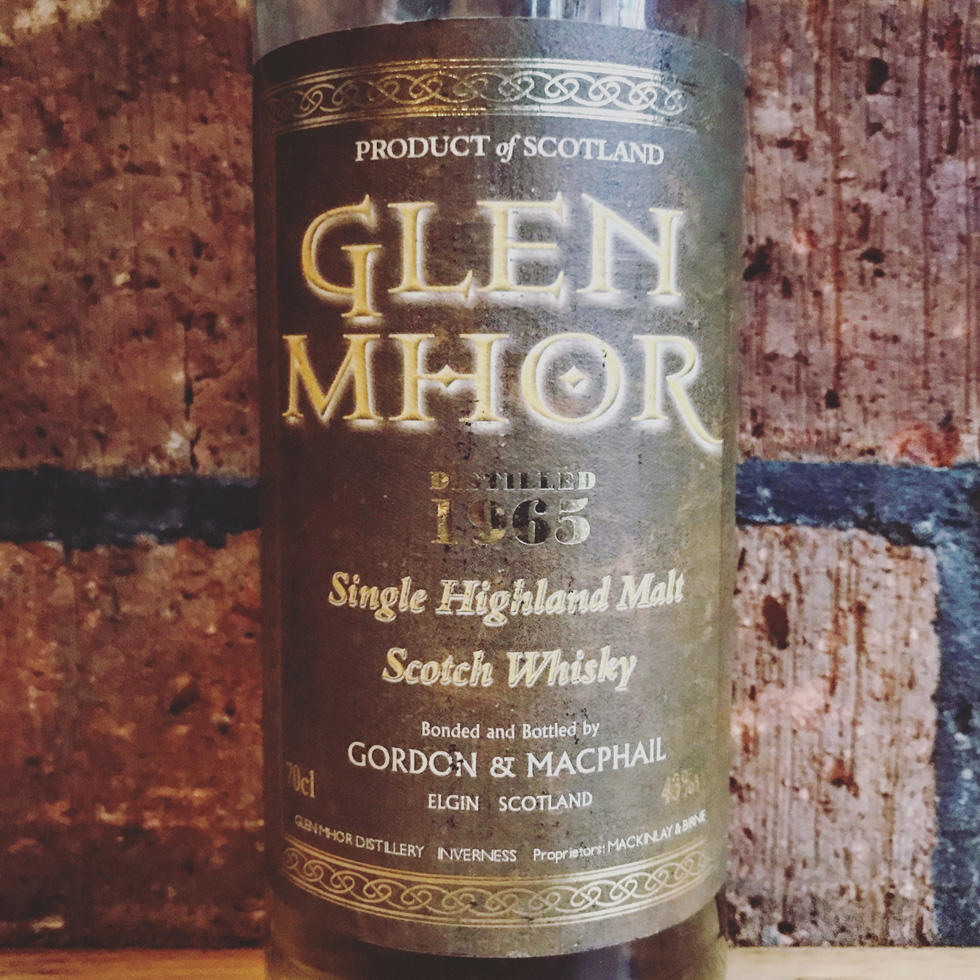 PRODUCT of SCOTLAND
GLEN
MHOR
DISTILLED
1965
Single Highland Malt
Scotch Whisky
Bonded and Bottled by
GORDON & MACPHAIL
70cl
ELGIN SCOTLAND
43%
GLEN MHOR DISTILLERY INVERNESS Proprietors: MACKINLAY & BIRNIE